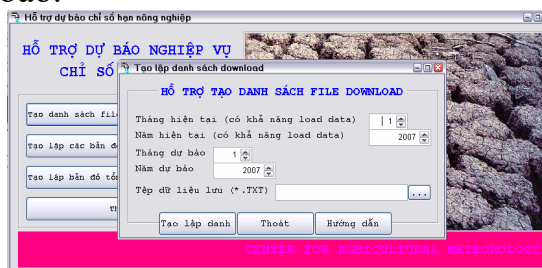 Hỗ trợ dự báo chỉ số hạn nông nghiệp
HỖ TRỢ DỰ BÁO NGHIỆP VỤ
CHỈ SỐ
Tạo lập danh sách download
HỖ TRỢ TẠO DANH SÁCH FILE DOWNLOAD
Tạo danh sách file
Tạo lập các bản
Tạo lập bản đồ
Tháng hiện tại (có khả năng load data) 1
Năm hiện tại (có khả năng load data) 2007
Tháng dự báo 1
Năm dự báo 2007
Tệp dữ liệu lưu (*.TXT) ...
Tạo lập danh Thoát Hướng dẫn
CENTER FOR AGRICULTURAL METEOROLOGY